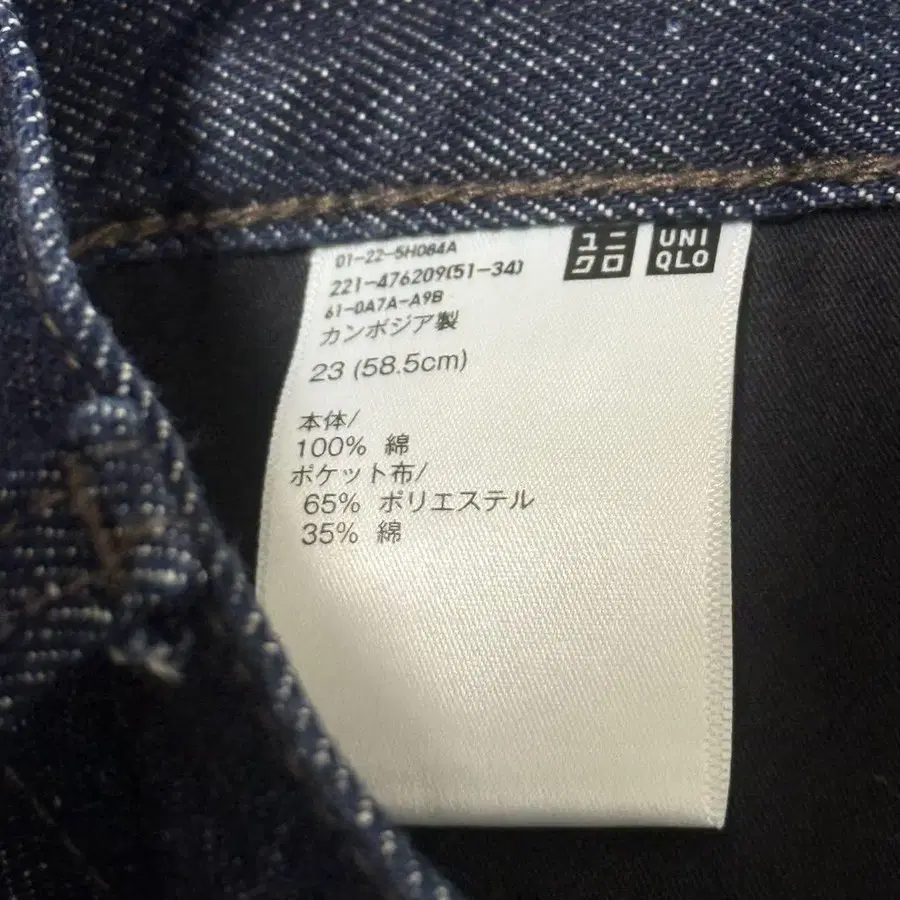 ユニ
クロ
UNI
QLO
01-22-5H084A
221-476209(51-34)
61-0A7A-A9B
カンボジア製
23 (58.5cm)
本体/
100% 綿
ポケット布/
65% ポリエステル
35% 綿